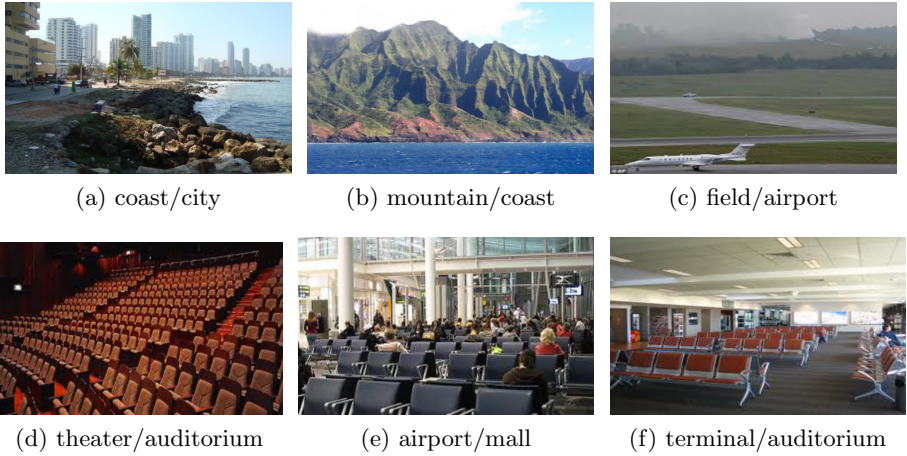 (a) coast/city
(b) mountain/coast
(c) field/airport
(d) theater/auditorium
(e) airport/mall
(f) terminal/auditorium